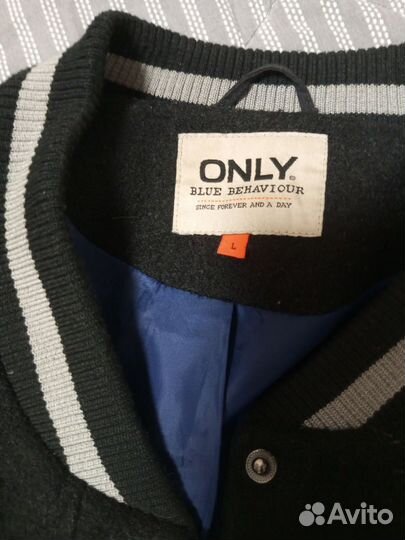 ONLY®
BLUE BEHAVIOUR
SINCE FOREVER AND A DAY
L
Avito